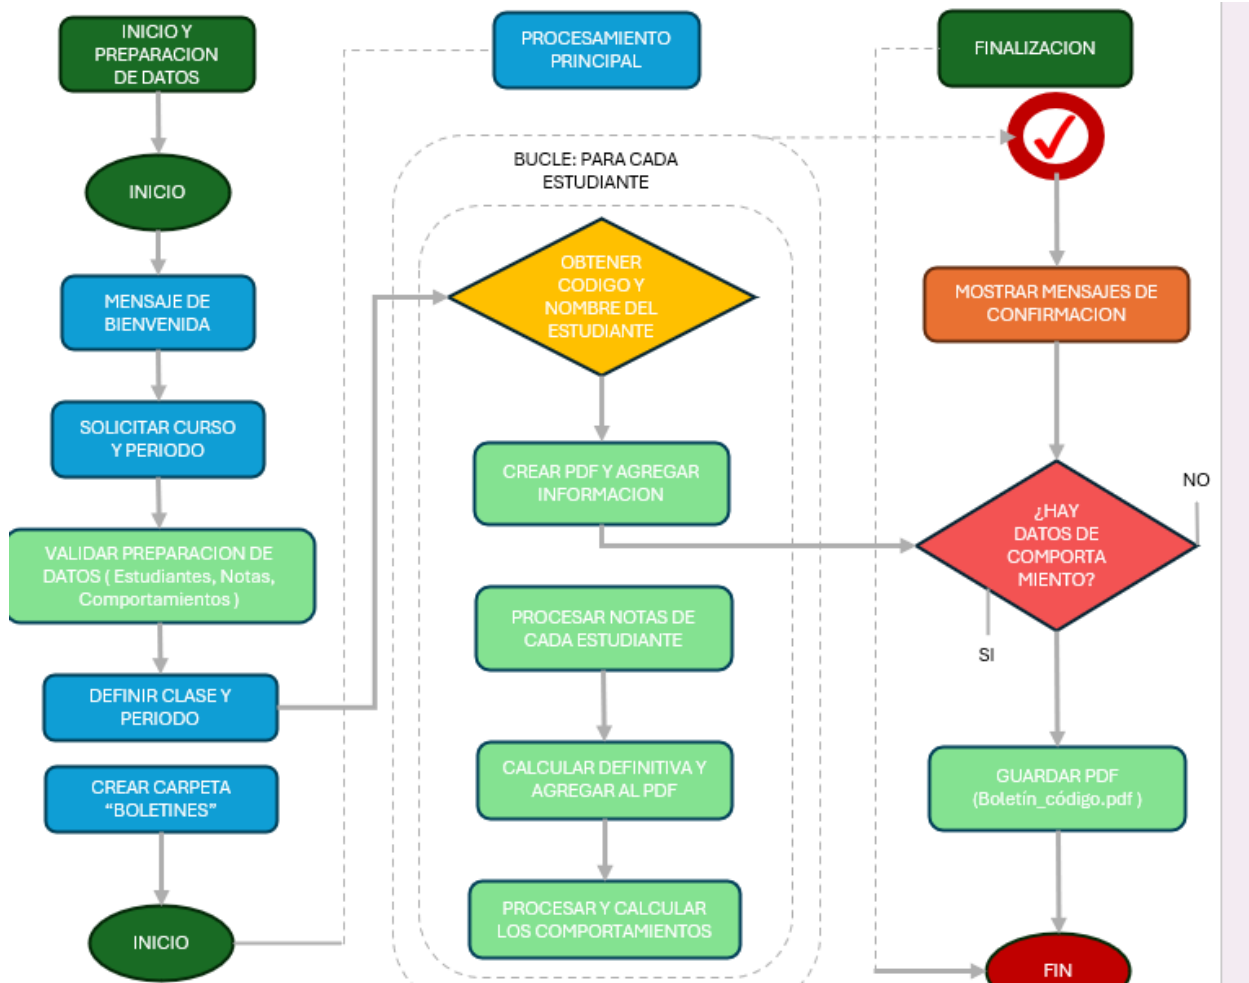 INICIO Y
PREPARACION
DE DATOS
INICIO
MENSAJE DE
BIENVENIDA
SOLICITAR CURSO
Y PERIODO
VALIDAR PREPARACION DE
DATOS ( Estudiantes, Notas,
Comportamientos )
DEFINIR CLASE Y
PERIODO
CREAR CARPETA
“BOLETINES”
INICIO
PROCESAMIENTO
PRINCIPAL
BUCLE: PARA CADA
ESTUDIANTE
OBTENER
CODIGO Y
NOMBRE DEL
ESTUDIANTE
CREAR PDF Y AGREGAR
INFORMACION
PROCESAR NOTAS DE
CADA ESTUDIANTE
CALCULAR DEFINITIVA Y
AGREGAR AL PDF
PROCESAR Y CALCULAR
LOS COMPORTAMIENTOS
FINALIZACION
MOSTRAR MENSAJES DE
CONFIRMACION
¿HAY
DATOS DE
COMPORTA
MIENTO?
NO
SI
GUARDAR PDF
(Boletín_código.pdf )
FIN